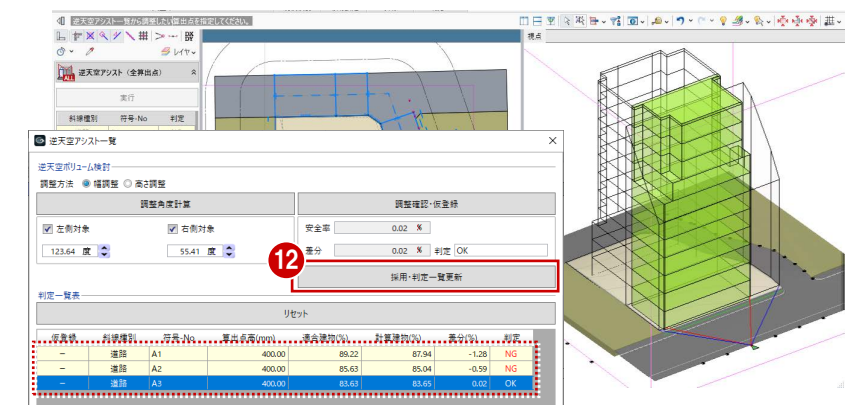 逆天空アシスト一覧から調整したい算出点を指定してください。
視点
レイヤ
ALL
逆天空アシスト（全算出点）
実行
斜線種別 符号-No 判定
逆天空アシスト一覧
逆天空ボリューム検討
調整方法 幅調整 高さ調整
調整角度計算
調整確認・仮登録
左側対象 右側対象
安全率 0.02 %
123.64 度 55.41 度
差分 0.02 % 判定 OK
12
採用・判定一覧更新
判定一覧表
リセット
仮登録 斜線種別 符号-No 算出点高(mm) 適合建物(%) 計算建物(%) 差分(%) 判定
− 道路 A1 400.00 89.22 87.94 -1.28 NG
− 道路 A2 400.00 85.63 85.04 -0.59 NG
− 道路 A3 400.00 83.63 83.65 0.02 OK